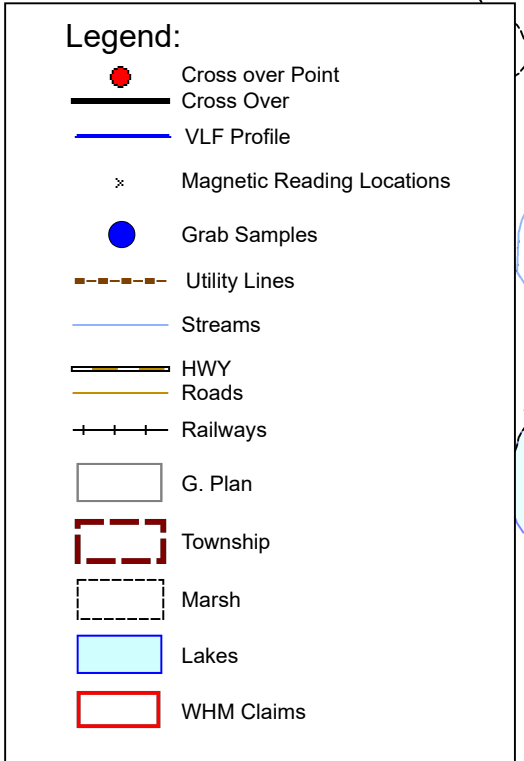 Legend:
Cross over Point
Cross Over
VLF Profile
Magnetic Reading Locations
Grab Samples
Utility Lines
Streams
HWY
Roads
Railways
G. Plan
Township
Marsh
Lakes
WHM Claims